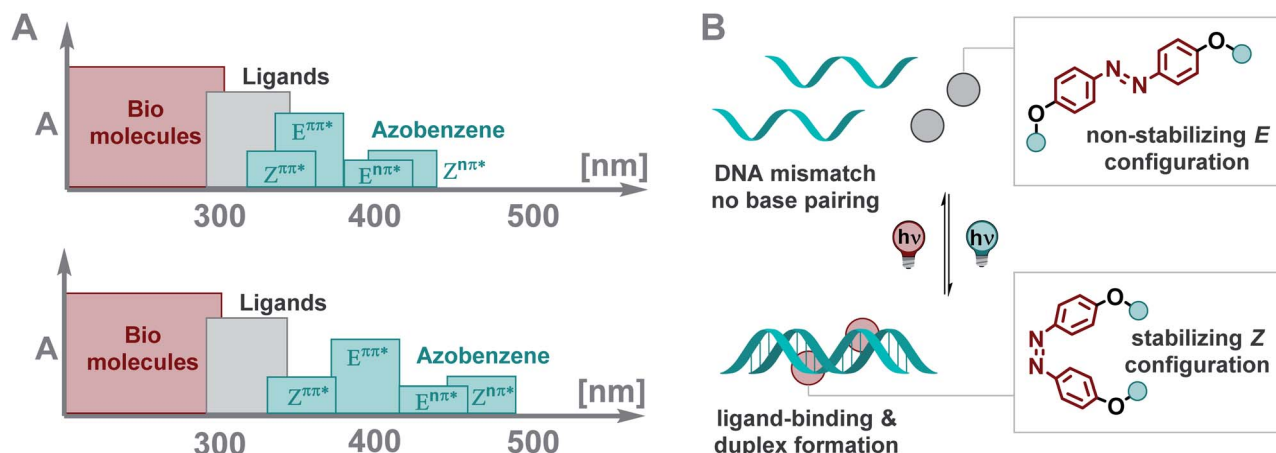 A
A
Bio
molecules
Ligands
Eππ*
Azobenzene
Zππ*
Enπ*
Znπ*
[nm]
300
400
500
A
Bio
molecules
Ligands
Eππ*
Azobenzene
Zππ*
Enπ*
Znπ*
[nm]
300
400
500
B
DNA mismatch
no base pairing
O
N
N
O
non-stabilizing E
configuration
hν
hν
ligand-binding &
duplex formation
O
N
N
O
stabilizing Z
configuration